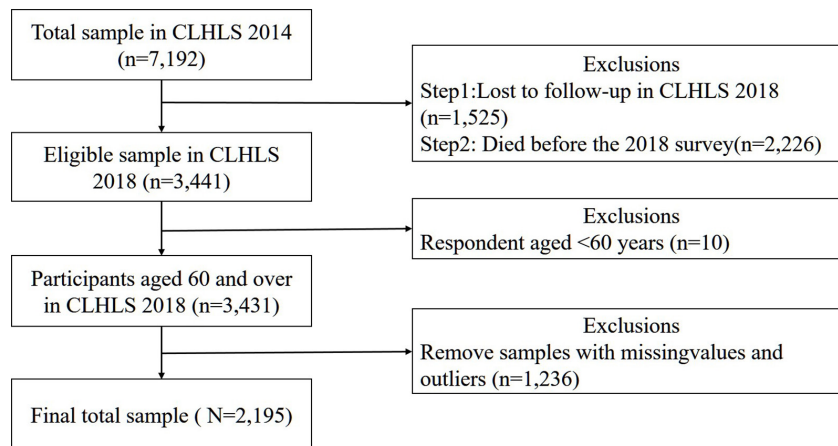 Total sample in CLHLS 2014
(n=7,192)
Exclusions
Step1:Lost to follow-up in CLHLS 2018
(n=1,525)
Step2: Died before the 2018 survey(n=2,226)
Eligible sample in CLHLS
2018 (n=3,441)
Exclusions
Respondent aged <60 years (n=10)
Participants aged 60 and over
in CLHLS 2018 (n=3,431)
Exclusions
Remove samples with missingvalues and
outliers (n=1,236)
Final total sample ( N=2,195)